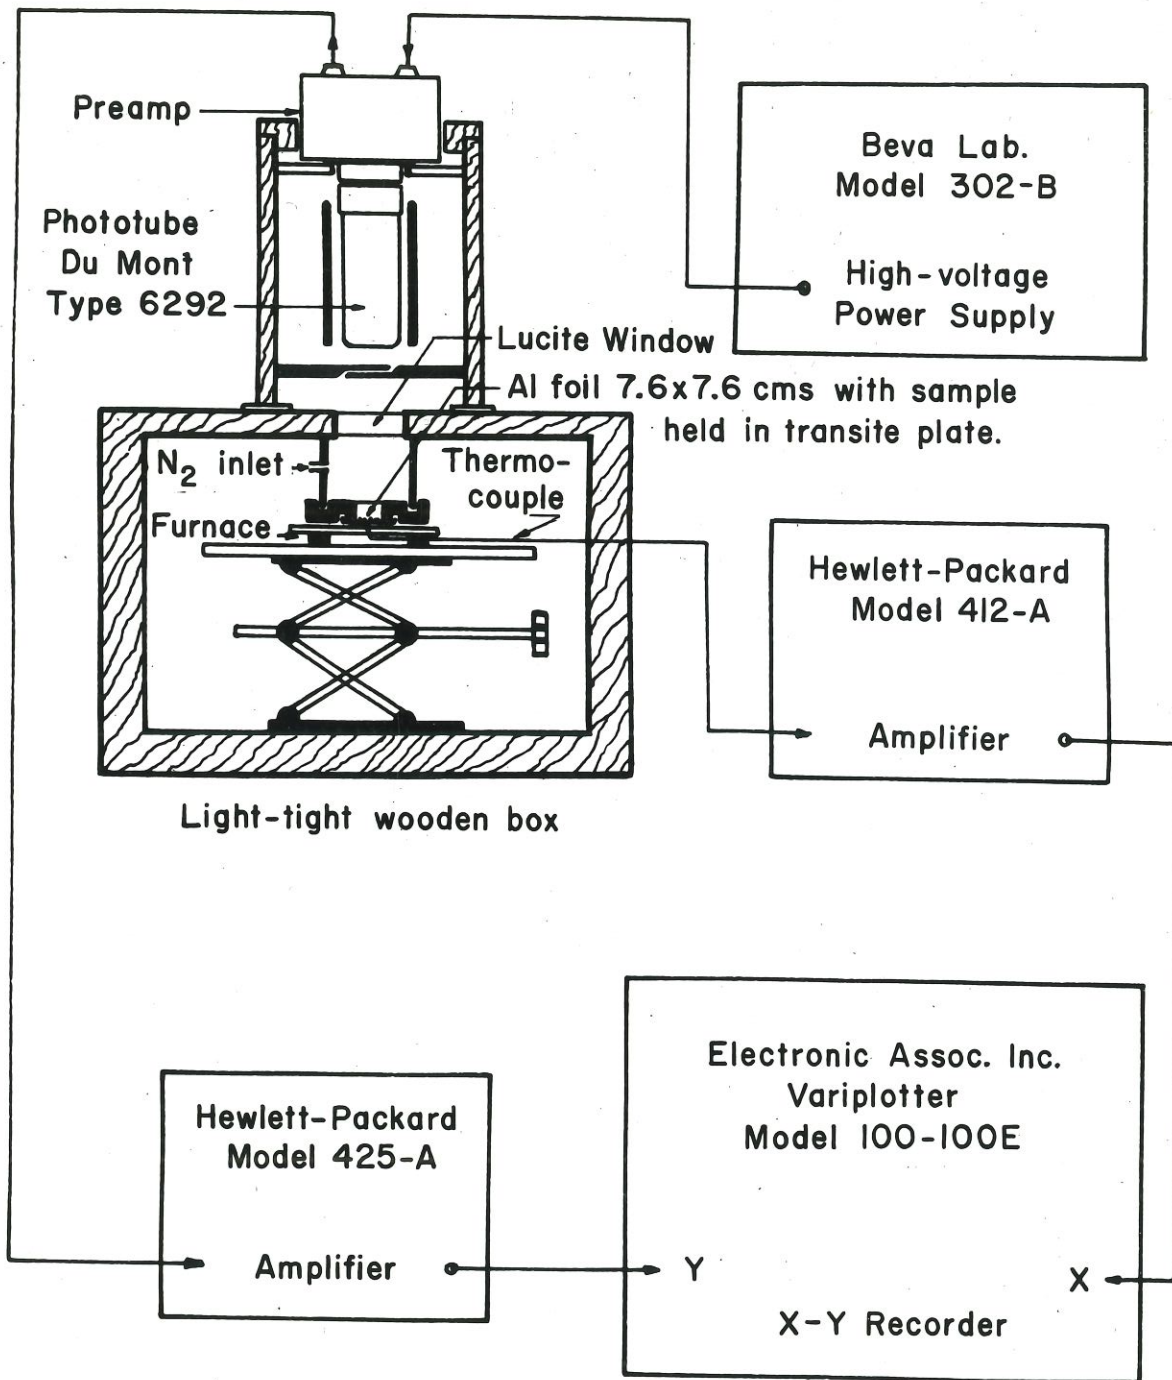 Preamp
Beva Lab.
Model 302-B
High-voltage
Power Supply
Phototube
Du Mont
Type 6292
Lucite Window
Al foil 7.6x7.6 cms with sample
held in transite plate.
N2 inlet
Thermo-
couple
Furnace
Hewlett-Packard
Model 412-A
Amplifier
Light-tight wooden box
Electronic Assoc. Inc.
Variplotter
Model 100-100E
Hewlett-Packard
Model 425-A
Amplifier
Y
X
X-Y Recorder